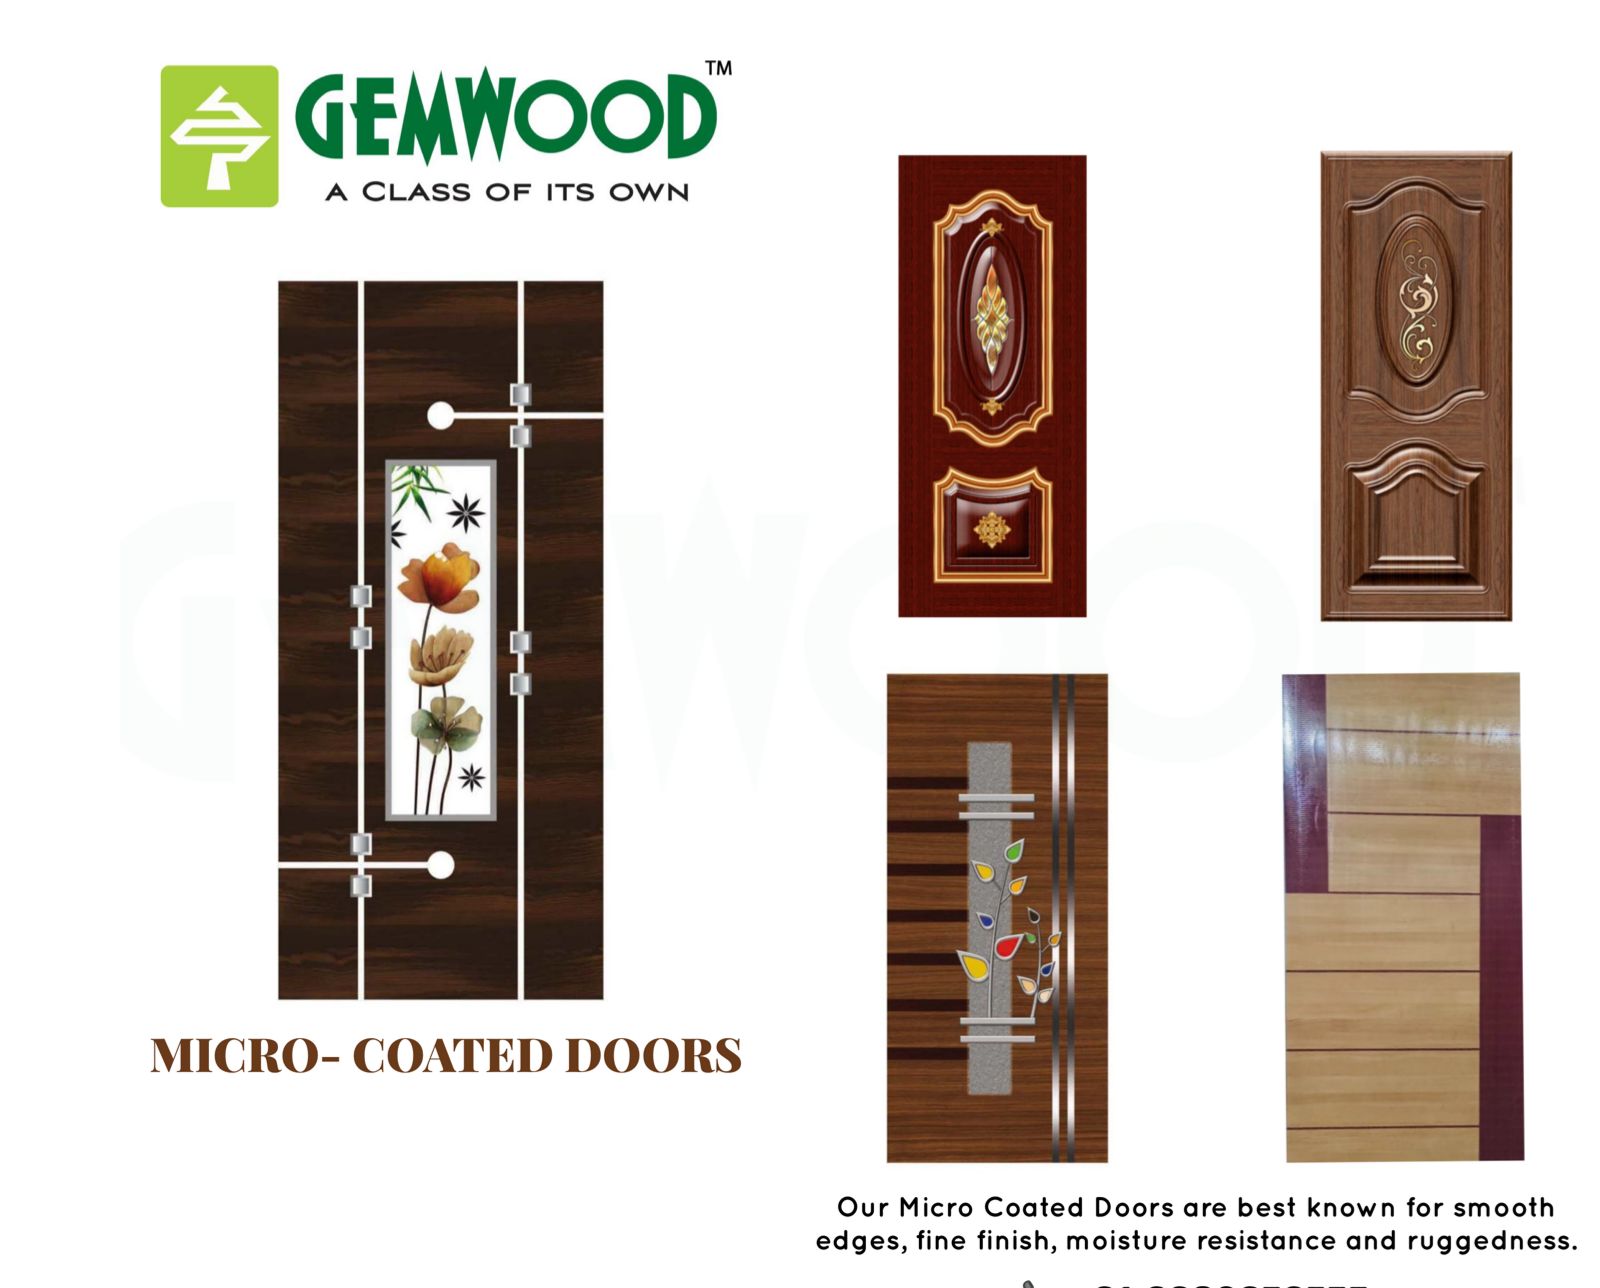 GEMWOOD™
A CLASS OF ITS OWN
MICRO- COATED DOORS
Our Micro Coated Doors are best known for smooth
edges, fine finish, moisture resistance and ruggedness.